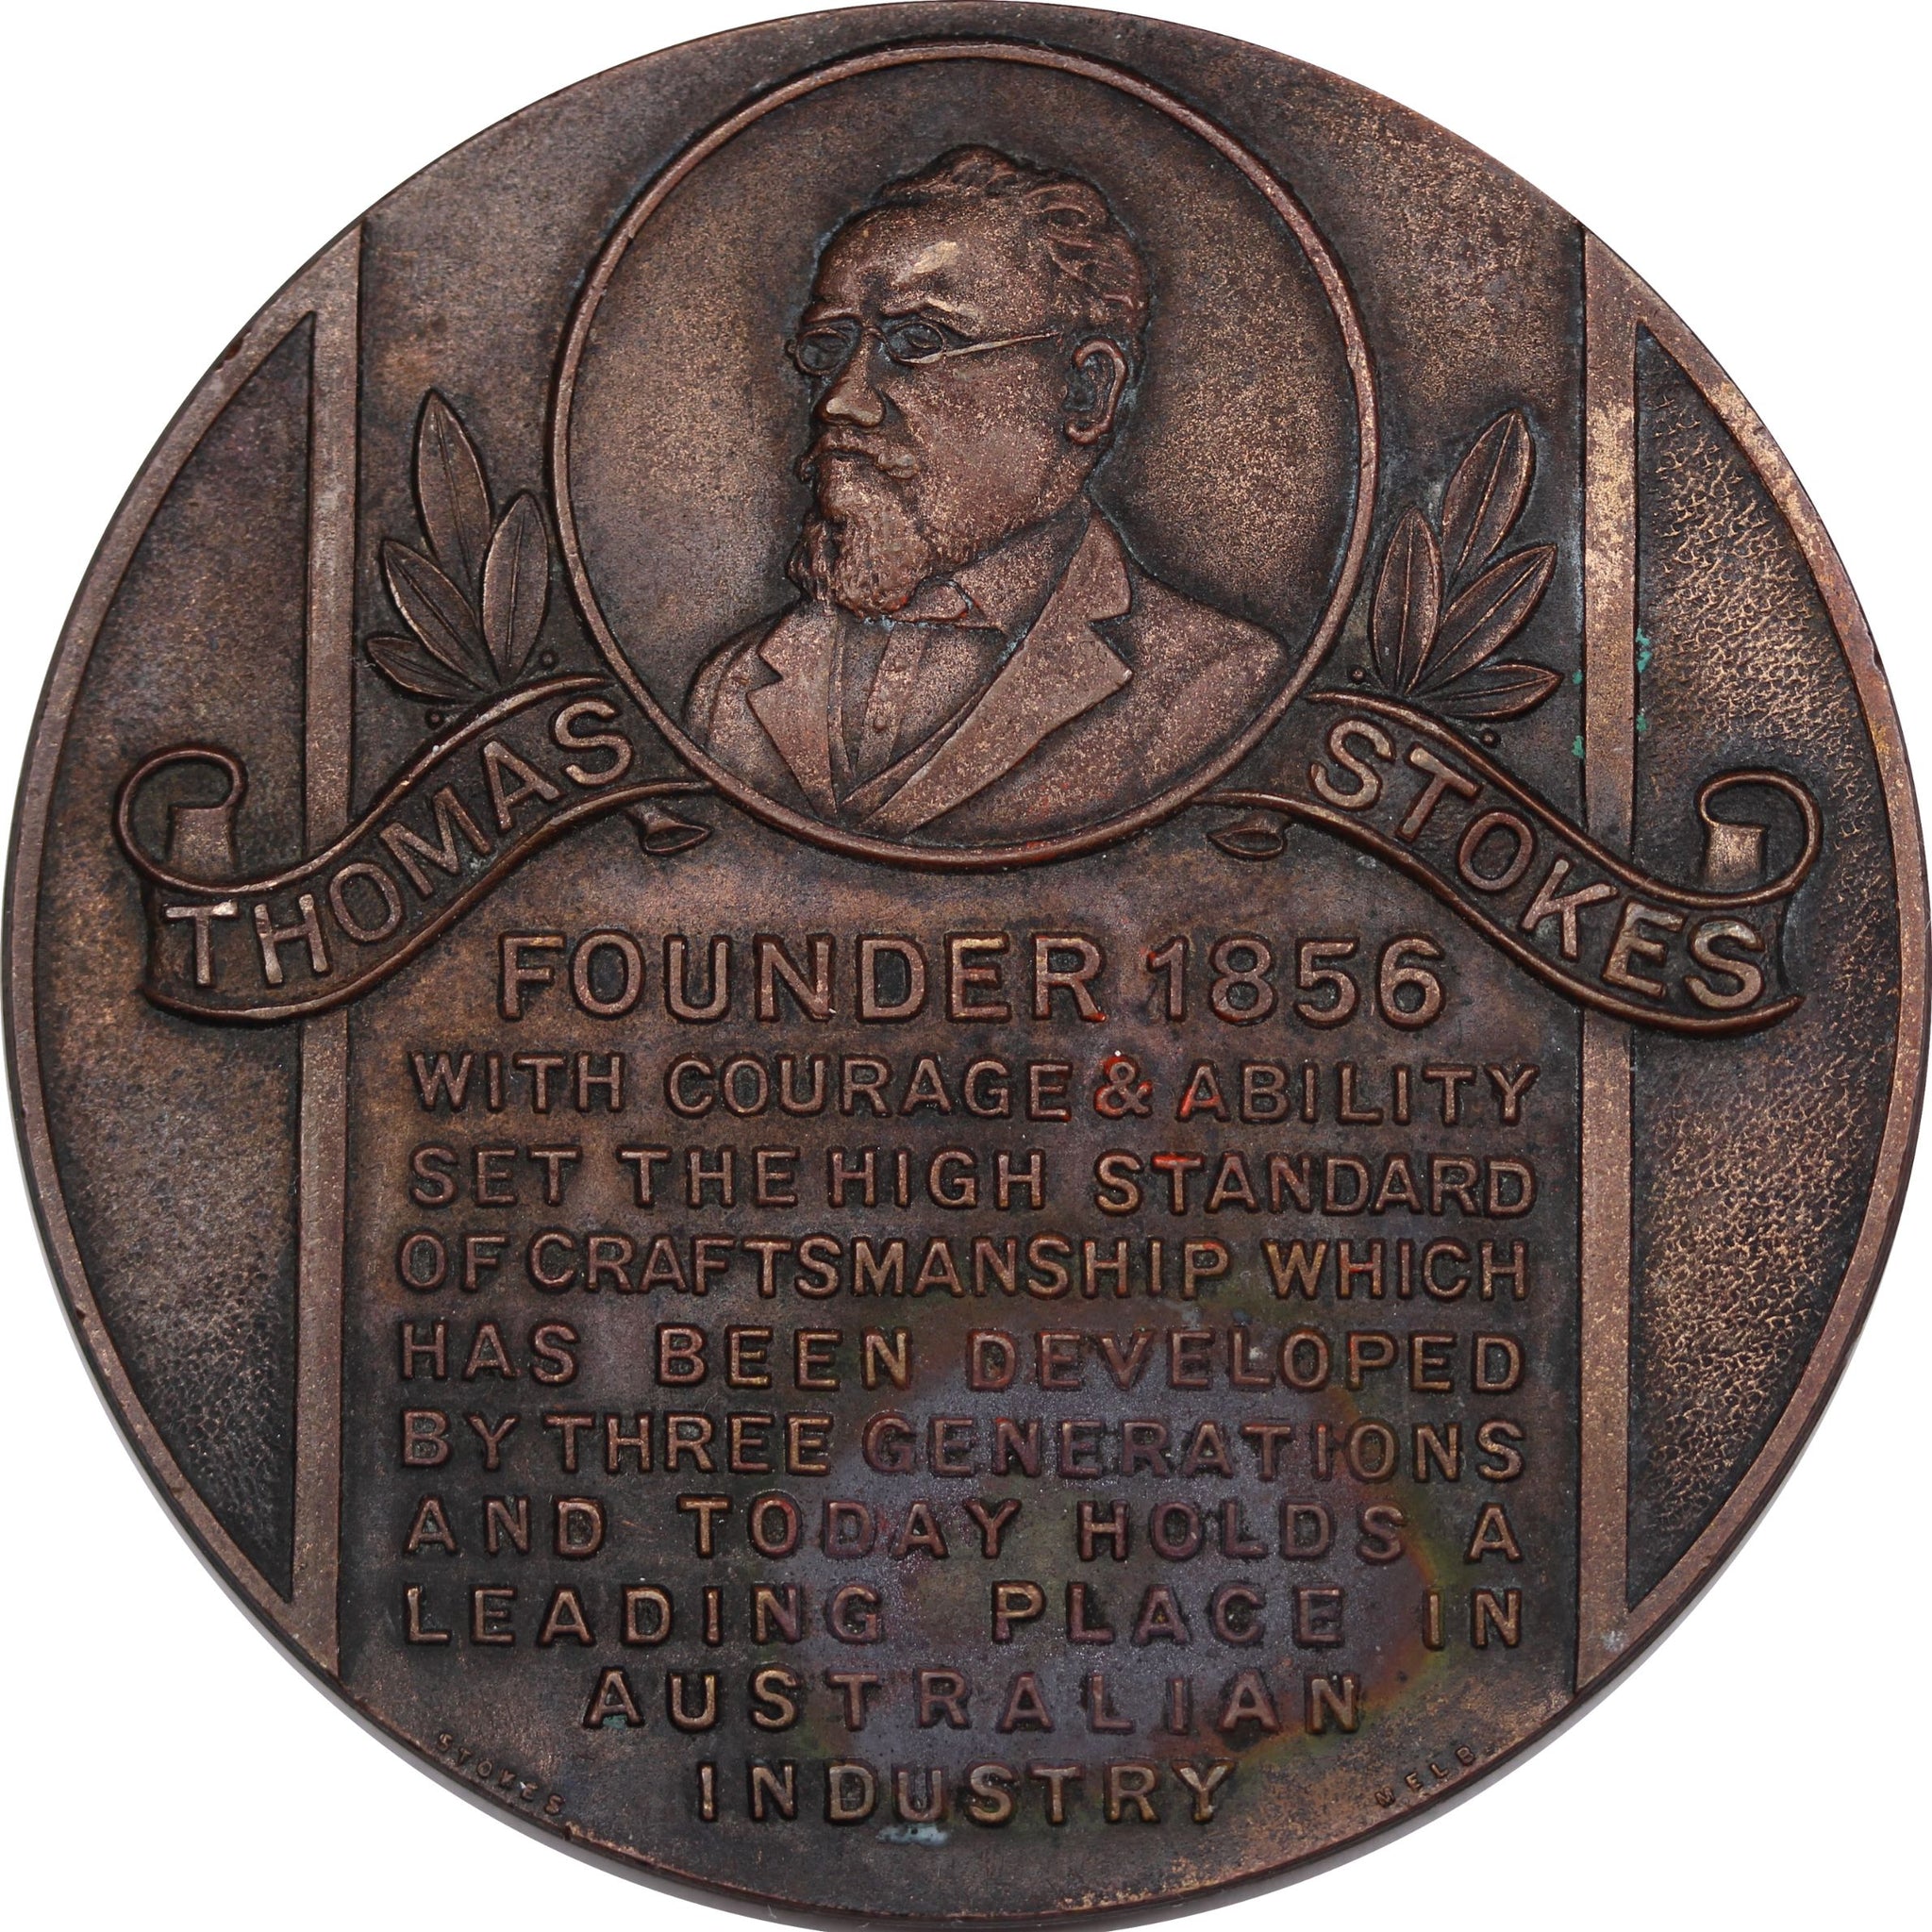 THOMAS STOKES
FOUNDER 1856
WITH COURAGE & ABILITY
SET THE HIGH STANDARD
OF CRAFTSMANSHIP WHICH
HAS BEEN DEVELOPED
BY THREE GENERATIONS
AND TODAY HOLDS A
LEADING PLACE IN
AUSTRALIAN
INDUSTRY
STOKES MELB